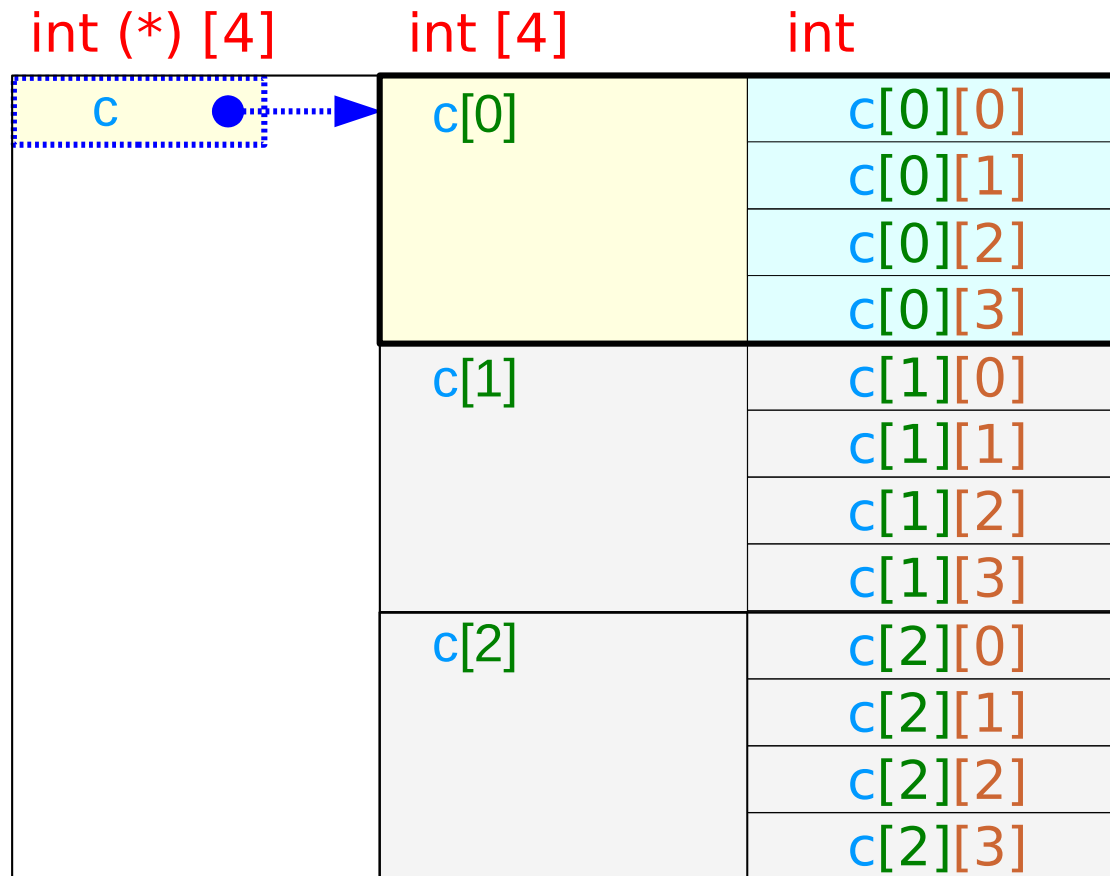 int (*) [4] int [4] int
c c[0] c[0][0]
c[0][1]
c[0][2]
c[0][3]
c[1] c[1][0]
c[1][1]
c[1][2]
c[1][3]
c[2] c[2][0]
c[2][1]
c[2][2]
c[2][3]